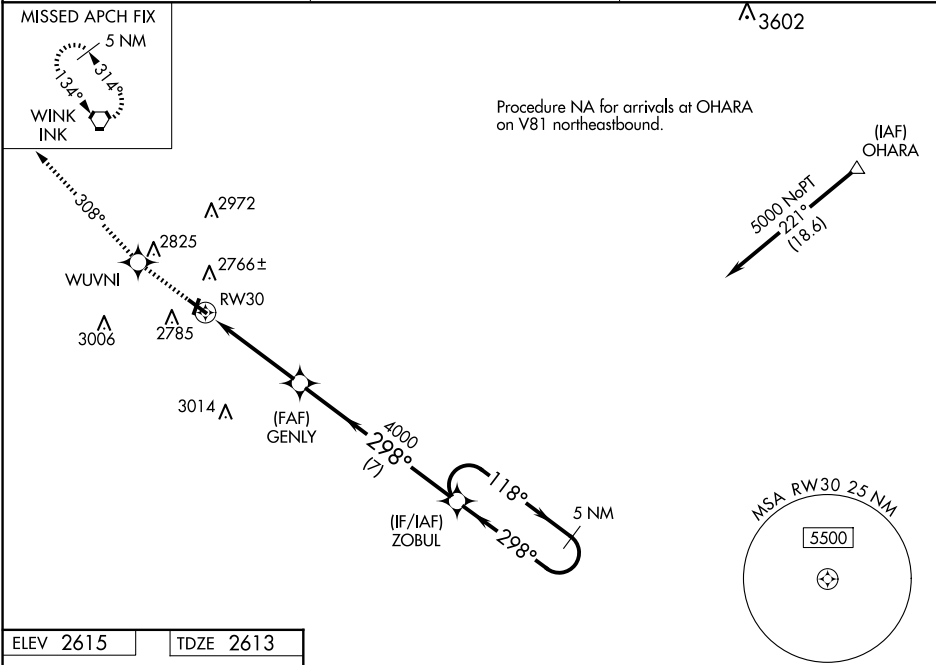 MISSED APCH FIX
5 NM
314°
134°
WINK
INK
3602
Procedure NA for arrivals at OHARA
on V81 northeastbound.
(IAF)
OHARA
5000 NoPT
221°
(18.6)
308°
2972
2825
WUVNI
2766±
RW30
3006
2785
3014
(FAF)
GENLY
4000
298°
(7)
118°
5 NM
298°
(IF/IAF)
ZOBUL
MSA RW30 25 NM
5500
ELEV 2615
TDZE 2613